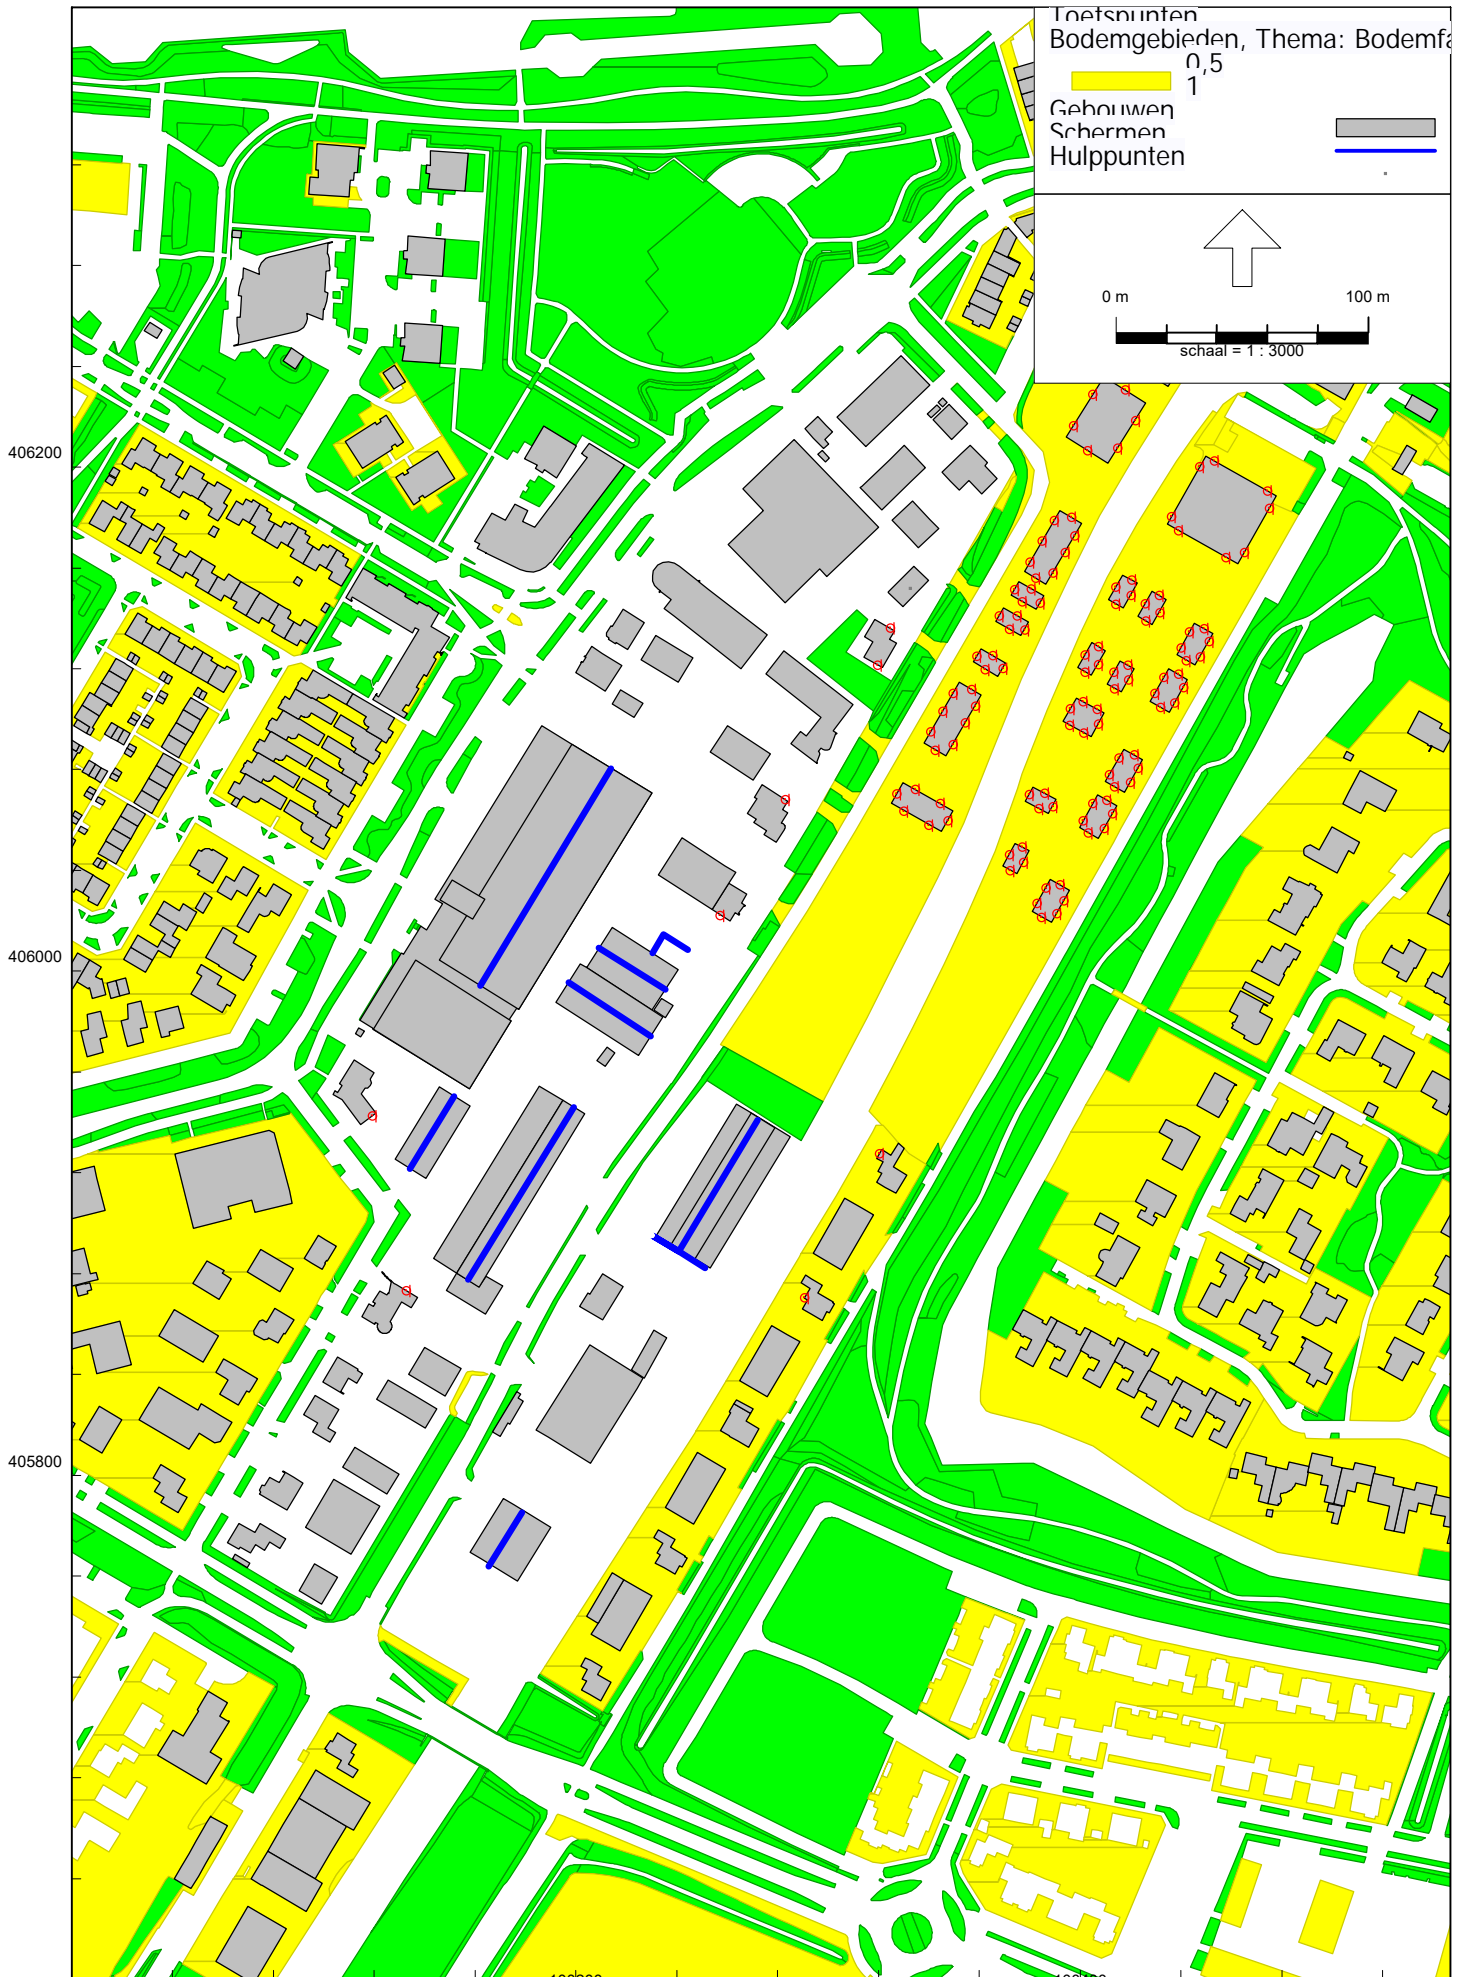 Toetspunten
Bodemgebieden, Thema: Bodemfa
0,5
1
Gebouwen
Schermen
Hulppunten
0 m 100 m
schaal = 1 : 3000
406200
406000
405800